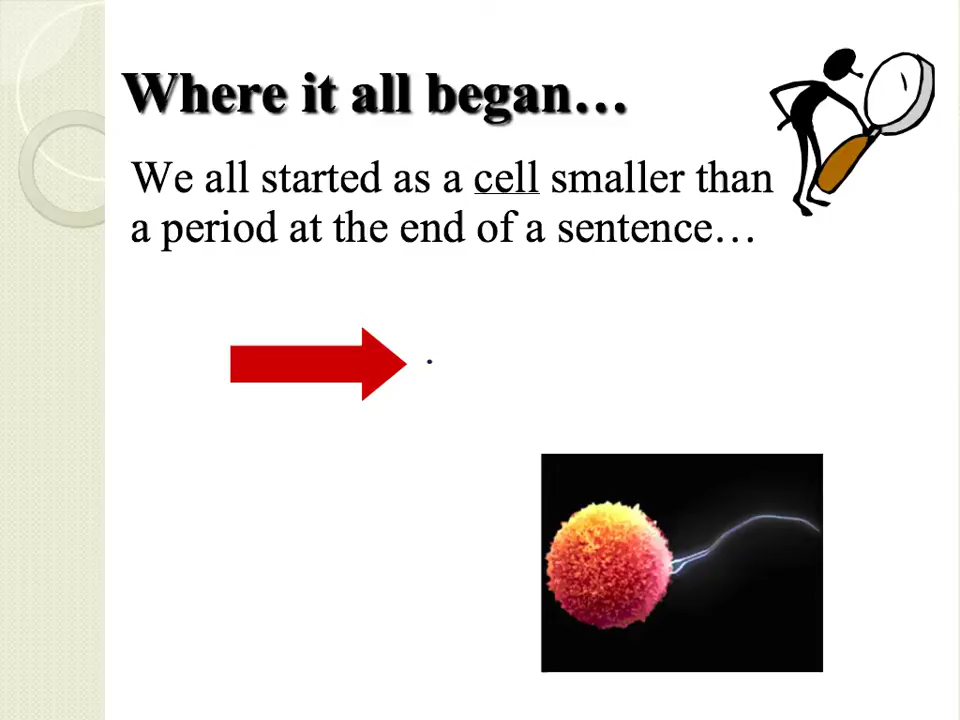 Where it all began…
We all started as a cell smaller than
a period at the end of a sentence…
.